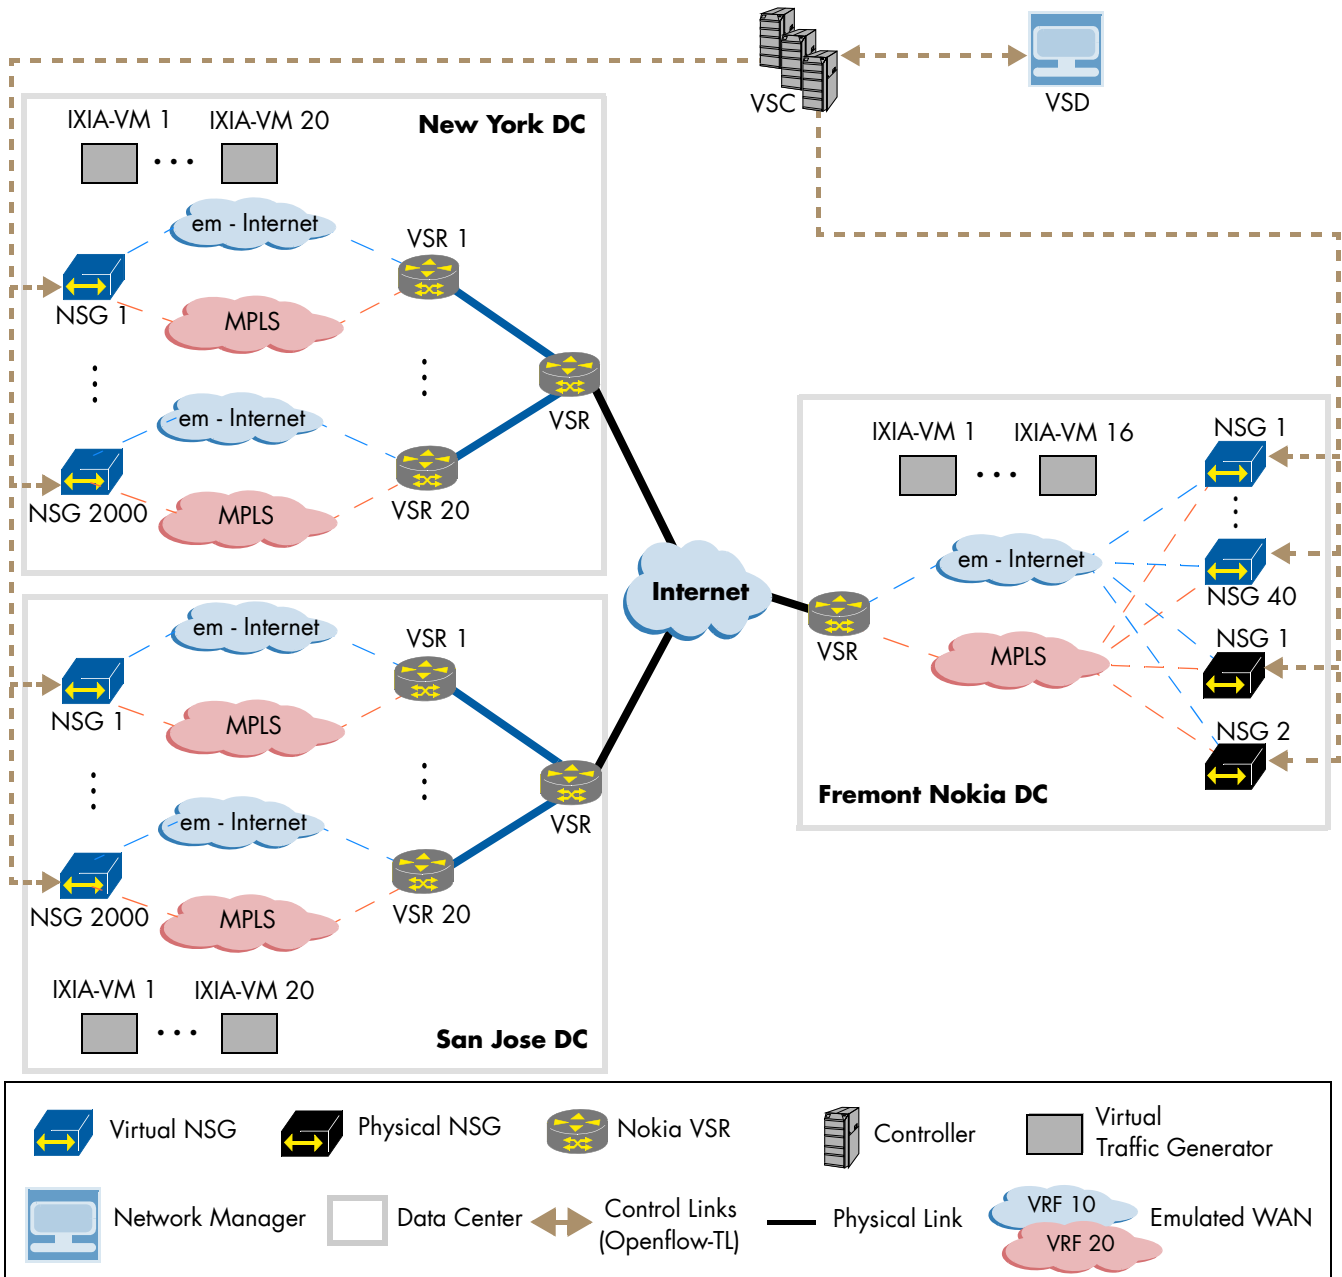 VSC
VSD
IXIA-VM 1
IXIA-VM 20
New York DC
em - Internet
VSR 1
NSG 1
MPLS
VSR
em - Internet
NSG 2000
MPLS
VSR 20
Internet
IXIA-VM 1
IXIA-VM 16
NSG 1
em - Internet
NSG 40
VSR
MPLS
NSG 1
NSG 2
Fremont Nokia DC
em - Internet
VSR 1
NSG 1
MPLS
VSR
em - Internet
NSG 2000
MPLS
VSR 20
IXIA-VM 1
IXIA-VM 20
San Jose DC
Virtual NSG
Physical NSG
Nokia VSR
Controller
Virtual
Traffic Generator
Network Manager
Data Center
Control Links
(Openflow-TL)
Physical Link
VRF 10
VRF 20
Emulated WAN